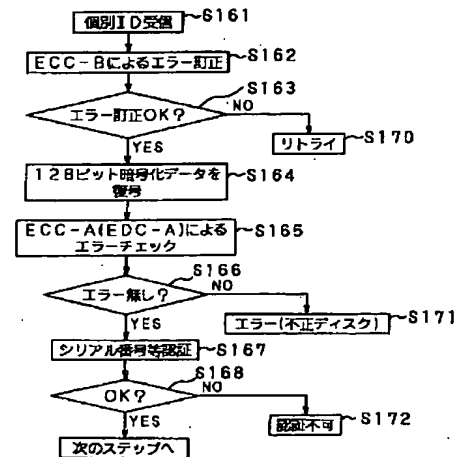 個別ID受信
S161
ECC-Bによるエラー訂正
S162
エラー訂正OK?
S163
NO
YES
リトライ
S170
128ビット暗号化データを
復号
S164
ECC-A(EDC-A)による
エラーチェック
S165
エラー無し?
S166
NO
YES
エラー(不正ディスク)
S171
シリアル番号等認証
S167
OK?
S168
NO
YES
認証不可
S172
次のステップへ